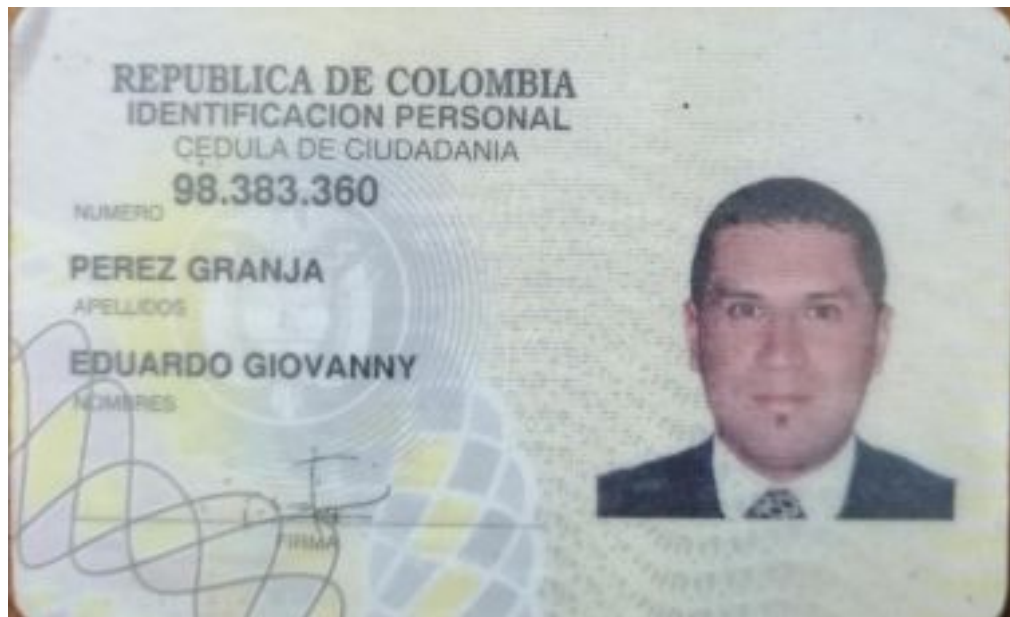 REPUBLICA DE COLOMBIA
IDENTIFICACION PERSONAL
CEDULA DE CIUDADANIA
NUMERO 98.383.360
PEREZ GRANJA
APELLIDOS
EDUARDO GIOVANNY
NOMBRES
FIRMA